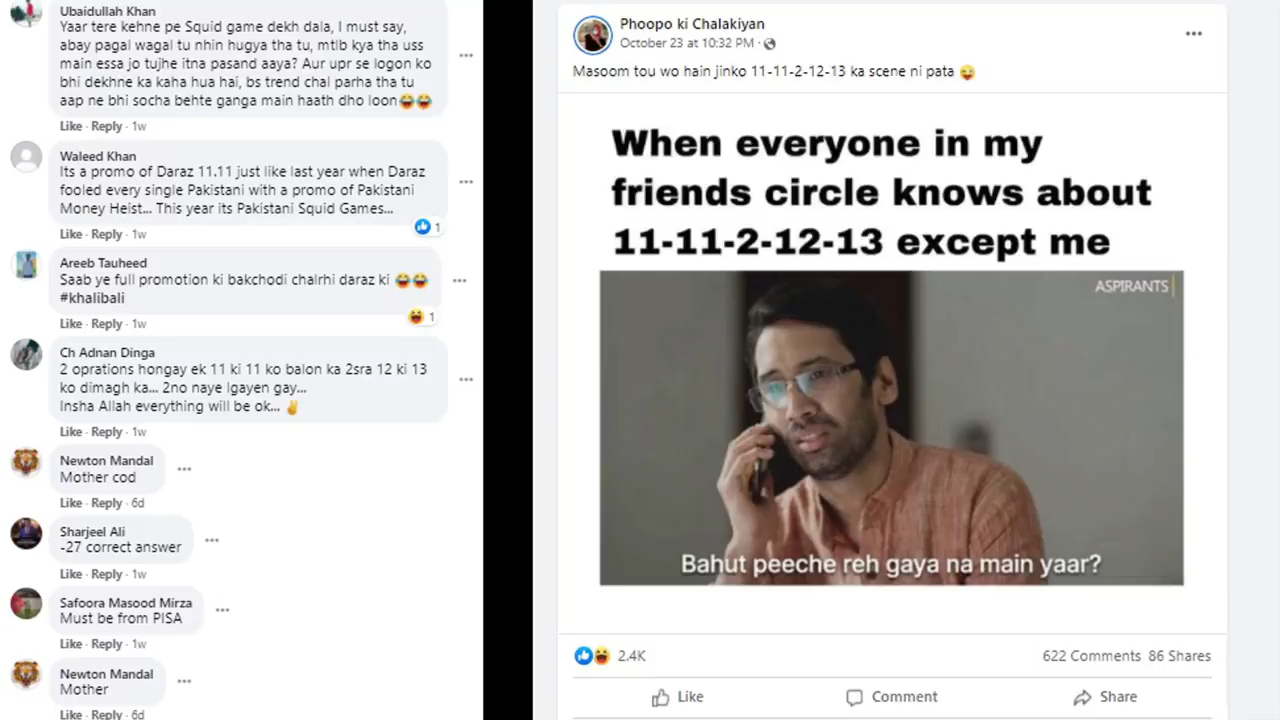 Ubaidullah Khan
Yaar tere kehne pe Squid game dekh dala, I must say,
abay pagal wagal tu nhin hugya tha tu, mtlb kya tha uss
main essa jo tujhe itna pasand aaya? Aur upr se logon ko
bhi dekhne ka kaha hua hai, bs trend chal parha tha tu
aap ne bhi socha behte ganga main haath dho loon😂😂
Like · Reply · 1w
Waleed Khan
Its a promo of Daraz 11.11 just like last year when Daraz
fooled every single Pakistani with a promo of Pakistani
Money Heist... This year its Pakistani Squid Games...
Like · Reply · 1w
1
Areeb Tauheed
Saab ye full promotion ki bakchodi chalrhi daraz ki 😂😂
#khalibali
Like · Reply · 1w
1
Ch Adnan Dinga
2 oprations hongay ek 11 ki 11 ko balon ka 2sra 12 ki 13
ko dimagh ka... 2no naye lgayen gay...
Insha Allah everything will be ok... ✌
Like · Reply · 1w
Newton Mandal
Mother cod
Like · Reply · 6d
Sharjeel Ali
-27 correct answer
Like · Reply · 1w
Safoora Masood Mirza
Must be from PISA
Like · Reply · 1w
Newton Mandal
Mother
Like · Reply · 6d
Phoopo ki Chalakiyan
October 23 at 10:32 PM ·
Masoom tou wo hain jinko 11-11-2-12-13 ka scene ni pata 😜
When everyone in my
friends circle knows about
11-11-2-12-13 except me
ASPIRANTS
Bahut peeche reh gaya na main yaar?
2.4K
622 Comments 86 Shares
Like Comment Share